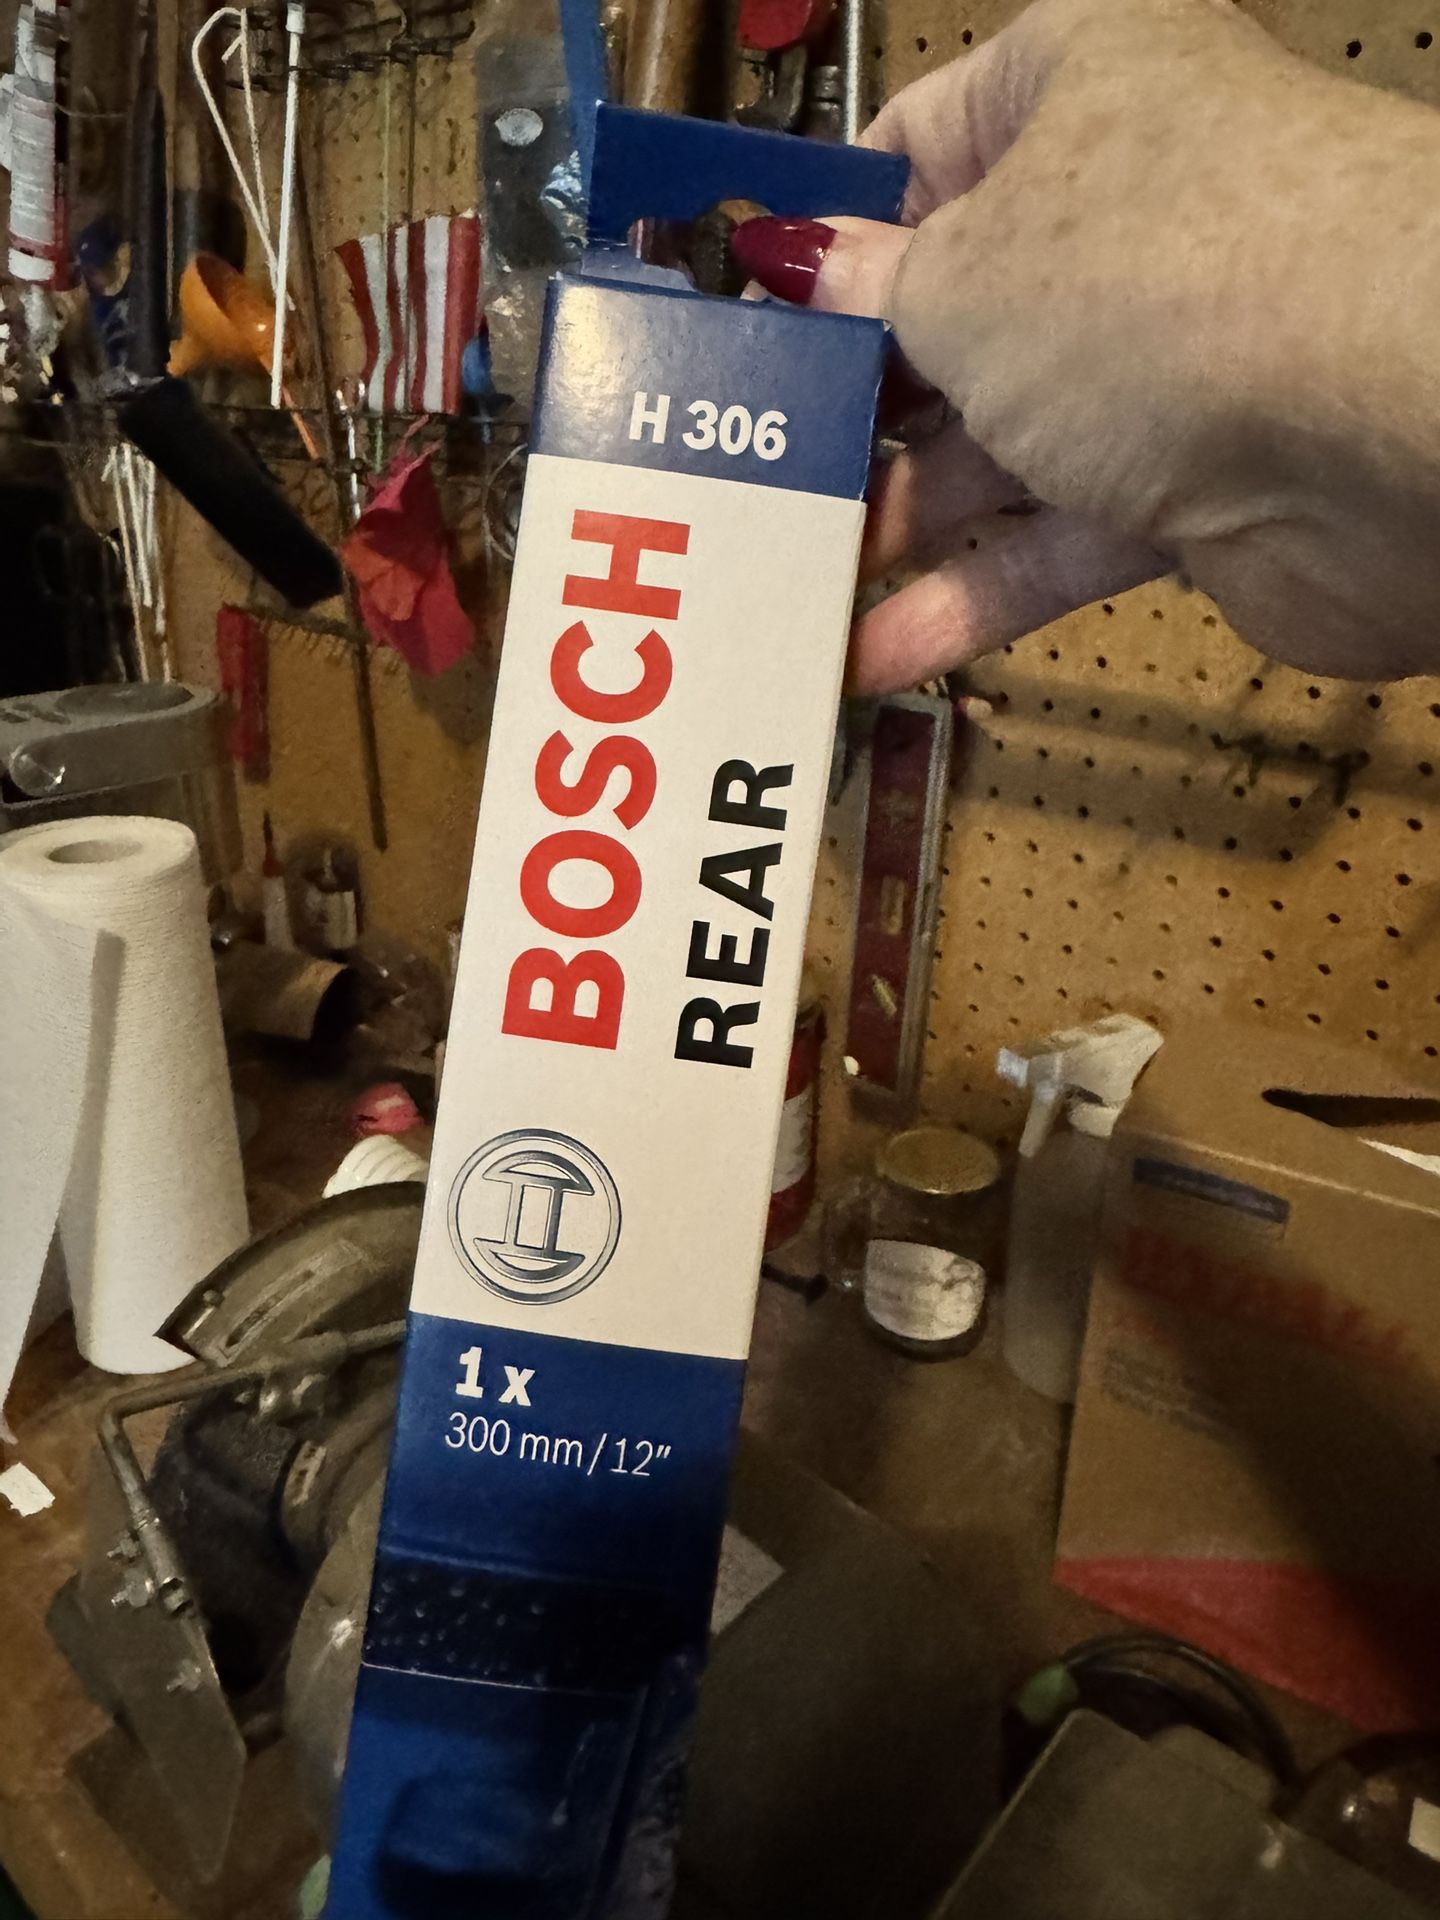 H 306
BOSCH
REAR
1 x
300 mm/12"